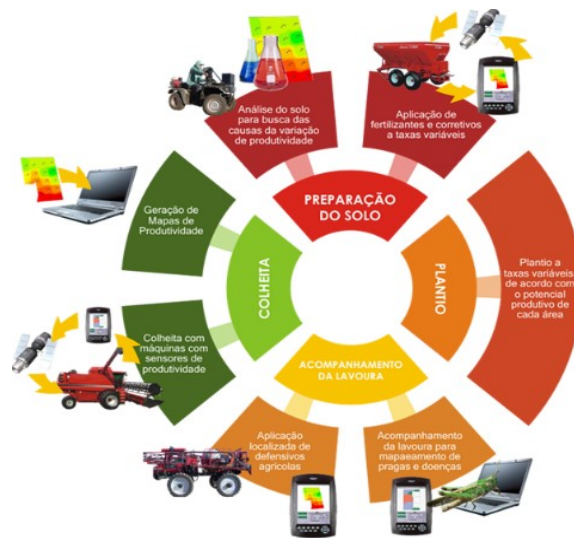 Análise do solo
para busca das
causas da variação
de produtividade
Aplicação de
fertilizantes e corretivos
a taxas variáveis
PREPARAÇÃO
DO SOLO
Geração de
Mapas de
Produtividade
COLHEITA
PLANTIO
Plantio a
taxas variáveis
de acordo com
o potencial
produtivo de
cada área
Colheita com
máquinas com
sensores de
produtividade
ACOMPANHAMENTO
DA LAVOURA
Aplicação
localizada de
defensivos
agrícolas
Acompanhamento
da lavoura para
mapaeamento de
pragas e doenças